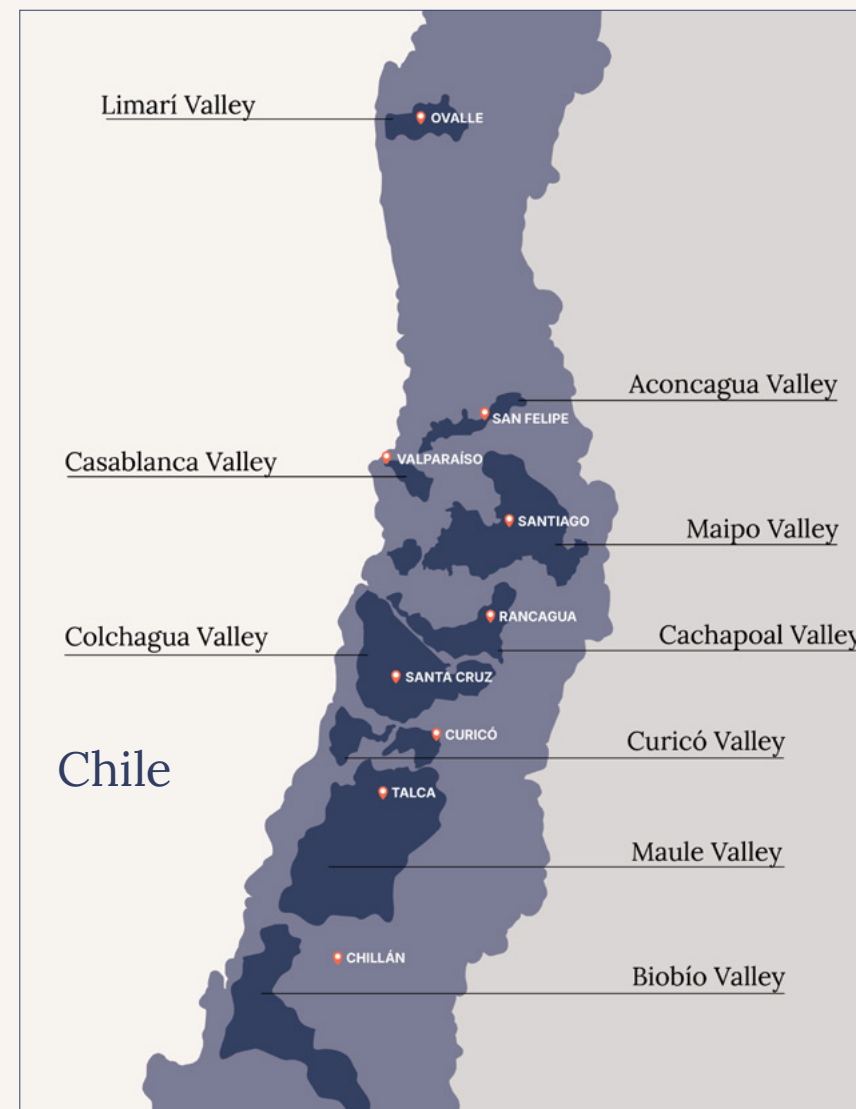 Limarí Valley
OVALLE
Aconcagua Valley
SAN FELIPE
VALPARAÍSO
Casablanca Valley
SANTIAGO
Maipo Valley
RANCAGUA
Colchagua Valley
Cachapoal Valley
SANTA CRUZ
CURICÓ
Curicó Valley
Chile
TALCA
Maule Valley
CHILLÁN
Biobío Valley